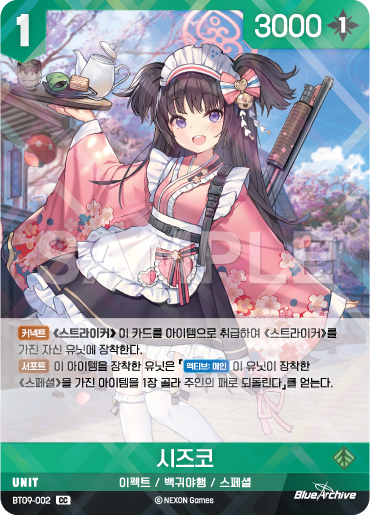 1
3000
1
SAMPLE
커넥트 《스트라이커》 이 카드를 아이템으로 취급하여 《스트라이커》를
가진 자신 유닛에 장착한다.
서포트 이 아이템을 장착한 유닛은 「액티브: 메인 이 유닛이 장착한
《스페셜》을 가진 아이템을 1장 골라 주인의 패로 되돌린다」를 얻는다.
시즈코
UNIT
이펙트 / 백귀야행 / 스페셜
BT09-002 CC
© NEXON Games
BlueArchive